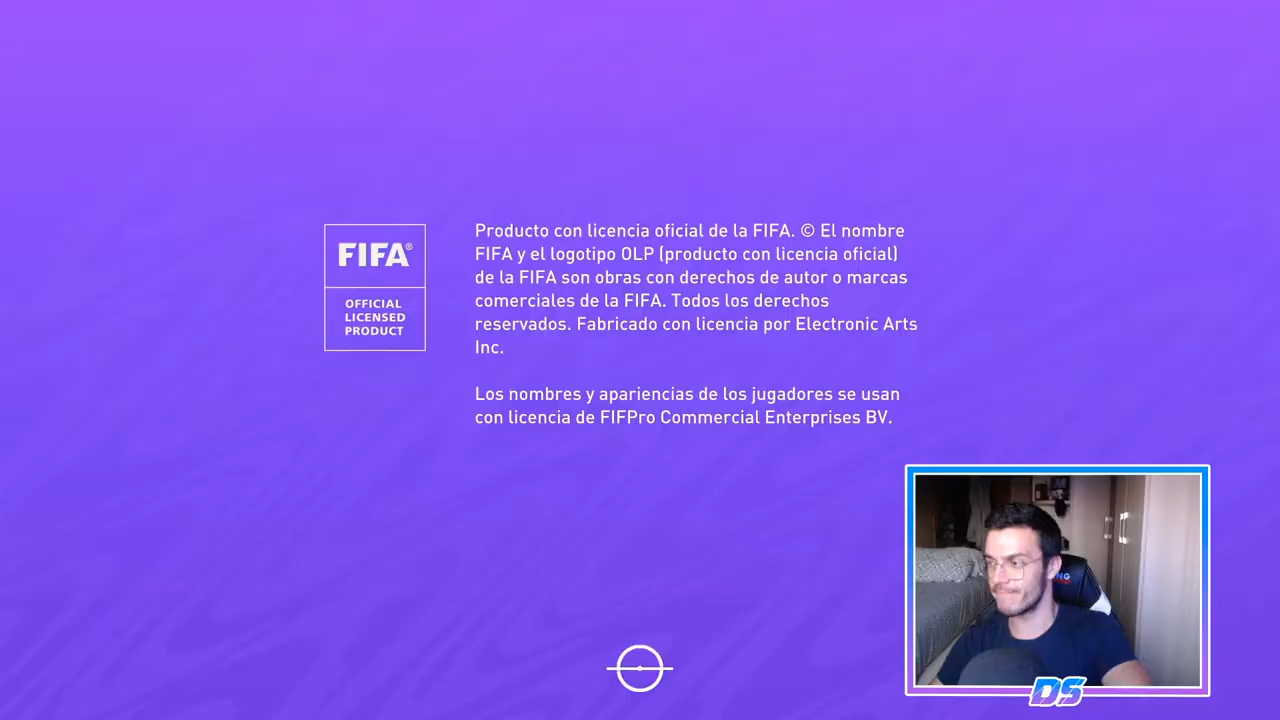 FIFA®
OFFICIAL
LICENSED
PRODUCT
Producto con licencia oficial de la FIFA. © El nombre
FIFA y el logotipo OLP (producto con licencia oficial)
de la FIFA son obras con derechos de autor o marcas
comerciales de la FIFA. Todos los derechos
reservados. Fabricado con licencia por Electronic Arts
Inc.
Los nombres y apariencias de los jugadores se usan
con licencia de FIFPro Commercial Enterprises BV.
DS